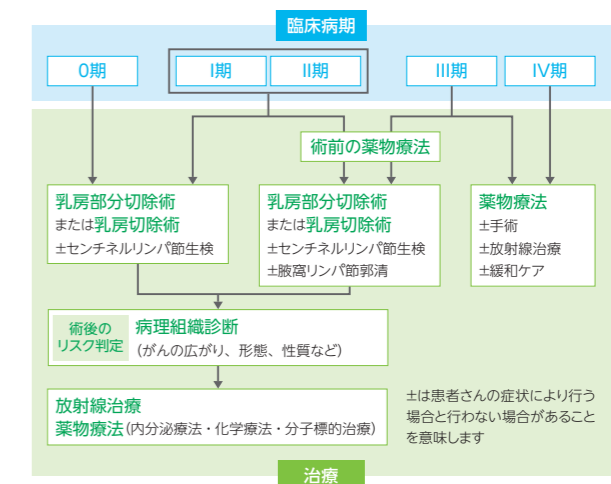 臨床病期
0期
I期
II期
III期
IV期
術前の薬物療法
乳房部分切除術
または乳房切除術
±センチネルリンパ節生検
乳房部分切除術
または乳房切除術
±センチネルリンパ節生検
±腋窩リンパ節郭清
薬物療法
±手術
±放射線治療
±緩和ケア
術後の
リスク判定
病理組織診断
(がんの広がり、形態、性質など)
放射線治療
薬物療法(内分泌療法・化学療法・分子標的治療)
±は患者さんの症状により行う
場合と行わない場合があること
を意味します
治療